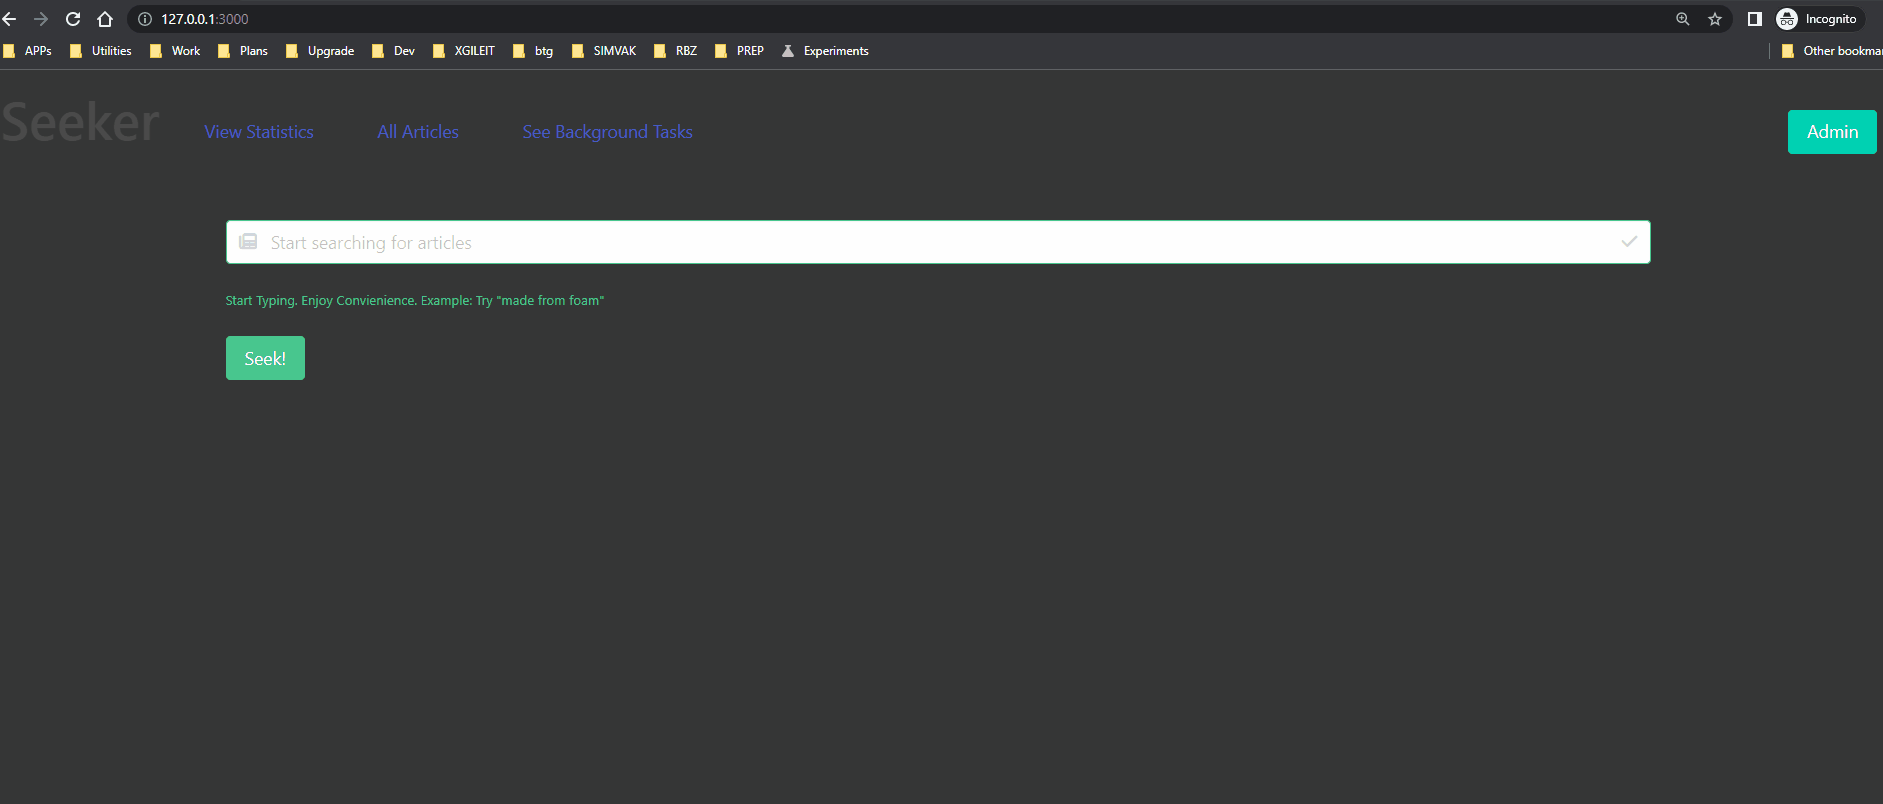 127.0.0.1:3000 Incognito
APPs Utilities Work Plans Upgrade Dev XGILEIT btg SIMVAK RBZ PREP Experiments Other bookma
Seeker View Statistics All Articles See Background Tasks Admin
Start searching for articles
Start Typing. Enjoy Convienience. Example: Try "made from foam"
Seek!